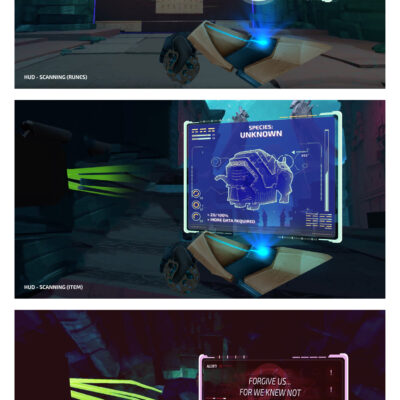 HUD - SCANNING (RUNES)
SPECIES:
UNKNOWN
> 25/100%
> MORE DATA REQUIRED
HUD - SCANNING (ITEM)
ALERT
FORGIVE US...
FOR WE KNEW NOT